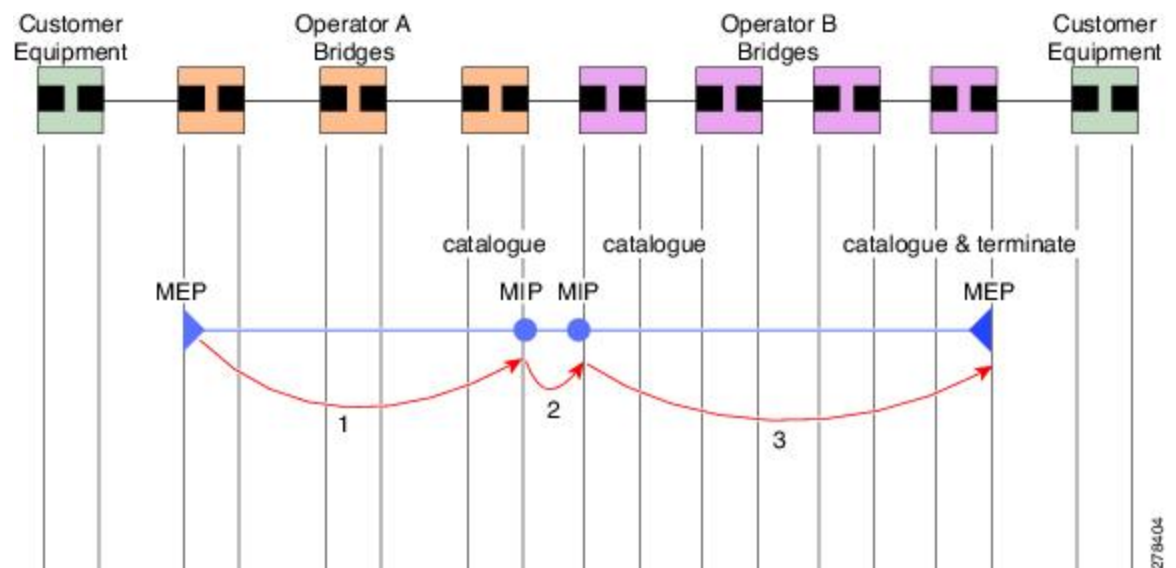 Customer
Equipment
Operator A
Bridges
Operator B
Bridges
Customer
Equipment
catalogue
catalogue
catalogue & terminate
MEP
MIP
MIP
MEP
1
2
3
278404